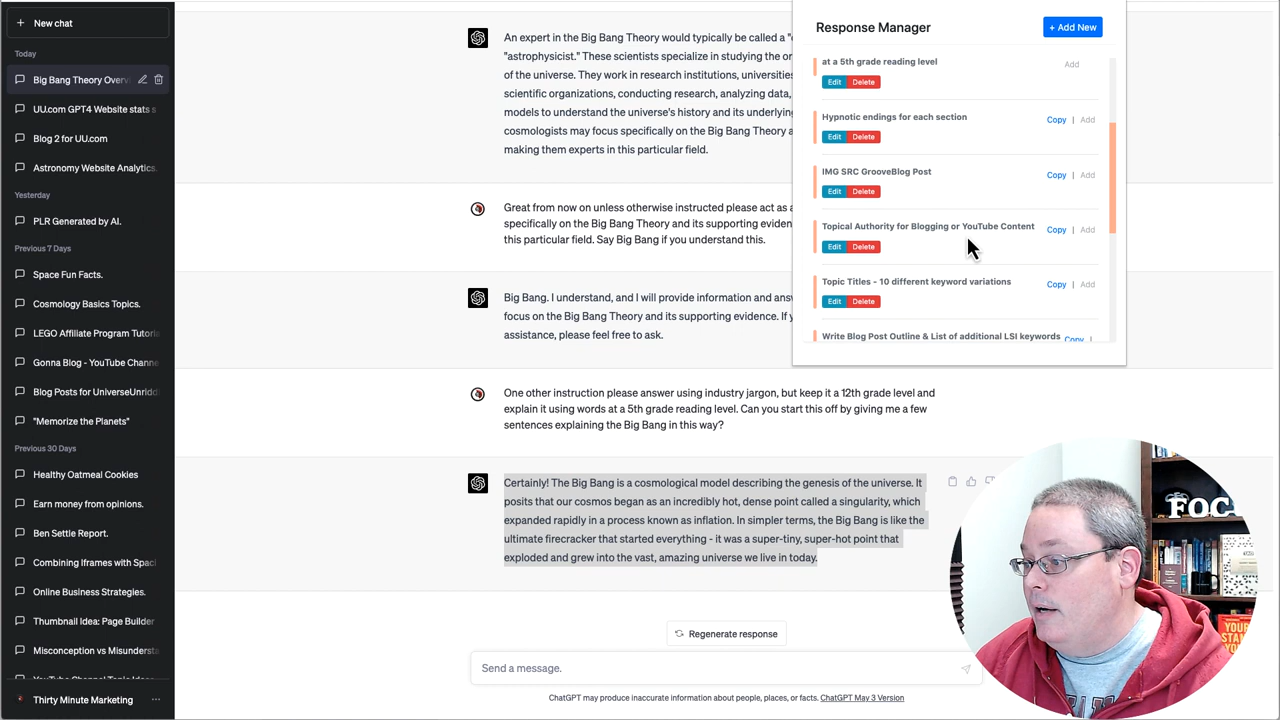 New chat
Today
Big Bang Theory Overv
UU.com GPT4 Website stats s
Blog 2 for UU.com
Astronomy Website Analytics.
Yesterday
PLR Generated by AI.
Previous 7 Days
Space Fun Facts.
Cosmology Basics Topics.
LEGO Affiliate Program Tutoria
Gonna Blog - YouTube Channe
Blog Posts for UniverseUnridd
"Memorize the Planets"
Previous 30 Days
Healthy Oatmeal Cookies
Earn money from opinions.
Ben Settle Report.
Combining Iframes with Spaci
Online Business Strategies.
Thumbnail Idea: Page Builder
Misconception vs Misundersta
YouTube Channel Topic Ideas
Thirty Minute Marketing
An expert in the Big Bang Theory would typically be called a "
"astrophysicist." These scientists specialize in studying the or
of the universe. They work in research institutions, universities
scientific organizations, conducting research, analyzing data,
models to understand the universe's history and its underlying
cosmologists may focus specifically on the Big Bang Theory a
making them experts in this particular field.
Great from now on unless otherwise instructed please act as a
specifically on the Big Bang Theory and its supporting eviden
this particular field. Say Big Bang if you understand this.
Big Bang. I understand, and I will provide information and answ
focus on the Big Bang Theory and its supporting evidence. If y
assistance, please feel free to ask.
One other instruction please answer using industry jargon, but keep it a 12th grade level and
explain it using words at a 5th grade reading level. Can you start this off by giving me a few
sentences explaining the Big Bang in this way?
Certainly! The Big Bang is a cosmological model describing the genesis of the universe. It
posits that our cosmos began as an incredibly hot, dense point called a singularity, which
expanded rapidly in a process known as inflation. In simpler terms, the Big Bang is like the
ultimate firecracker that started everything - it was a super-tiny, super-hot point that
exploded and grew into the vast, amazing universe we live in today.
Regenerate response
Send a message.
ChatGPT may produce inaccurate information about people, places, or facts. ChatGPT May 3 Version
Response Manager
+ Add New
at a 5th grade reading level
Add
Edit Delete
Hypnotic endings for each section
Copy | Add
Edit Delete
IMG SRC GrooveBlog Post
Copy | Add
Edit Delete
Topical Authority for Blogging or YouTube Content
Copy | Add
Edit Delete
Topic Titles - 10 different keyword variations
Copy | Add
Edit Delete
Write Blog Post Outline & List of additional LSI keywords
Copy |
FOC
YOUR
STAN